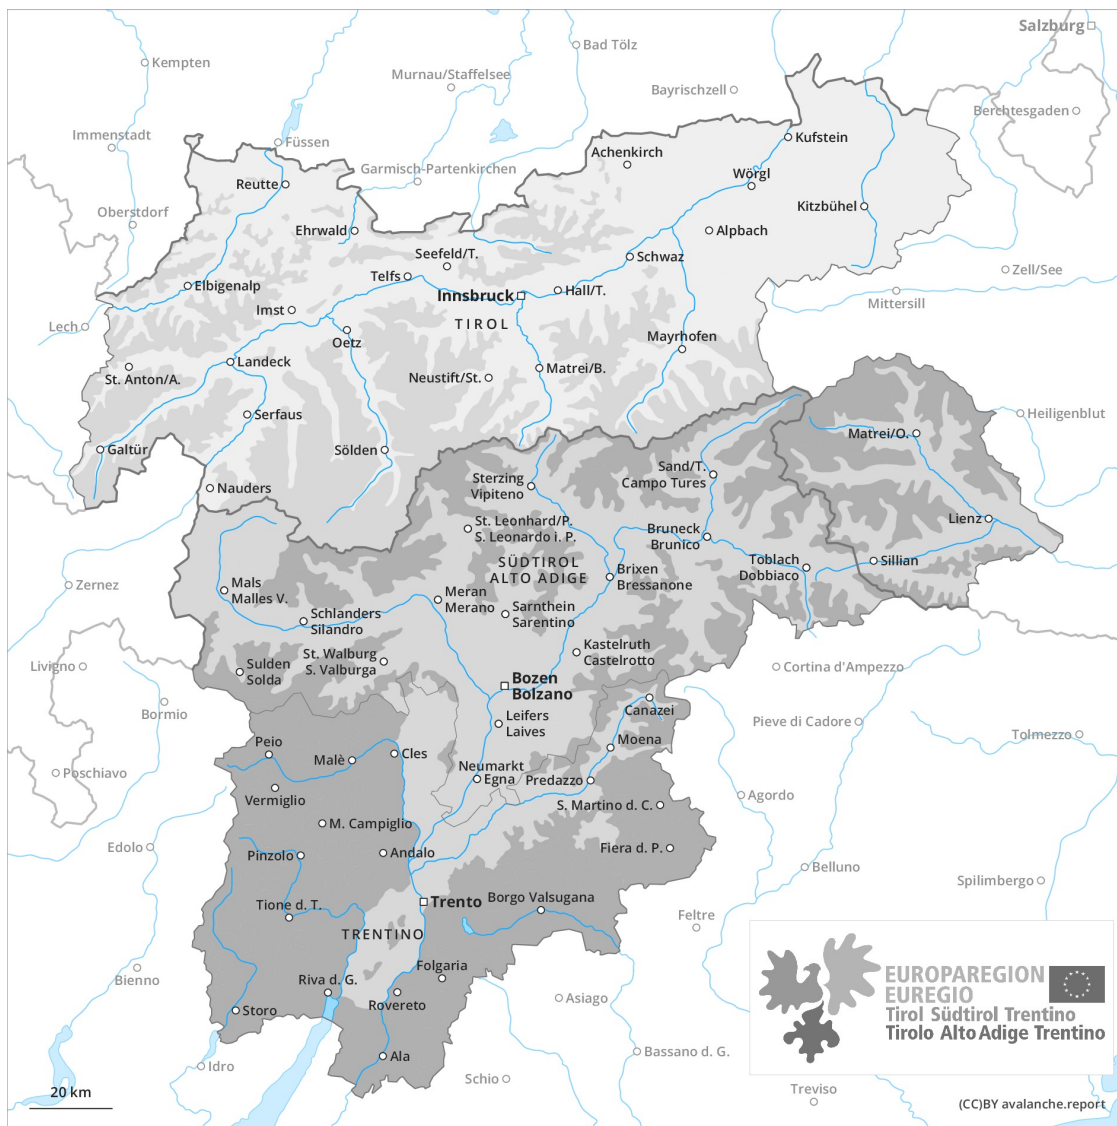 Salzburg
Bad Tölz
Kempten
Murnau/Staffelsee
Bayrischzell
Berchtesgaden
Immenstadt
Füssen
Kufstein
Achenkirch
Garmisch-Partenkirchen
Wörgl
Reutte
Oberstdorf
Kitzbühel
Ehrwald
Alpbach
Seefeld/T.
Schwaz
Telfs
Zell/See
Elbigenalp
Innsbruck
Hall/T.
Mittersill
Imst
TIROL
Lech
Oetz
Mayrhofen
Landeck
Matrei/B.
St. Anton/A.
Neustift/St.
Serfaus
Heiligenblut
Matrei/O.
Galtür
Sölden
Sand/T.
Campo Tures
Sterzing
Vipiteno
Nauders
St. Leonhard/P.
S. Leonardo i. P.
Lienz
Bruneck
Brunico
SÜDTIROL
ALTO ADIGE
Toblach
Dobbiaco
Sillian
Brixen
Bressanone
Zernez
Mals
Malles V.
Meran
Merano
Sarnthein
Sarentino
Schlanders
Silandro
Kastelruth
Castelrotto
St. Walburg
S. Valburga
Livigno
Sulden
Solda
Cortina d'Ampezzo
Bozen
Bolzano
Bormio
Canazei
Leifers
Laives
Pieve di Cadore
Tolmezzo
Peio
Moena
Malè
Cles
Poschiavo
Neumarkt
Egna
Predazzo
Vermiglio
Agordo
S. Martino d. C.
M. Campiglio
Edolo
Pinzolo
Andalo
Fiera d. P.
Belluno
Spilimbergo
Tione d. T.
Trento
Borgo Valsugana
Feltre
TRENTINO
Folgaria
Bienno
Riva d. G.
Rovereto
Asiago
Storo
EUROPAREGION
EUREGIO
Tirol Südtirol Trentino
Tirolo Alto Adige Trentino
Ala
Bassano d. G.
Idro
Schio
Treviso
20 km
(CC)BY avalanche.report